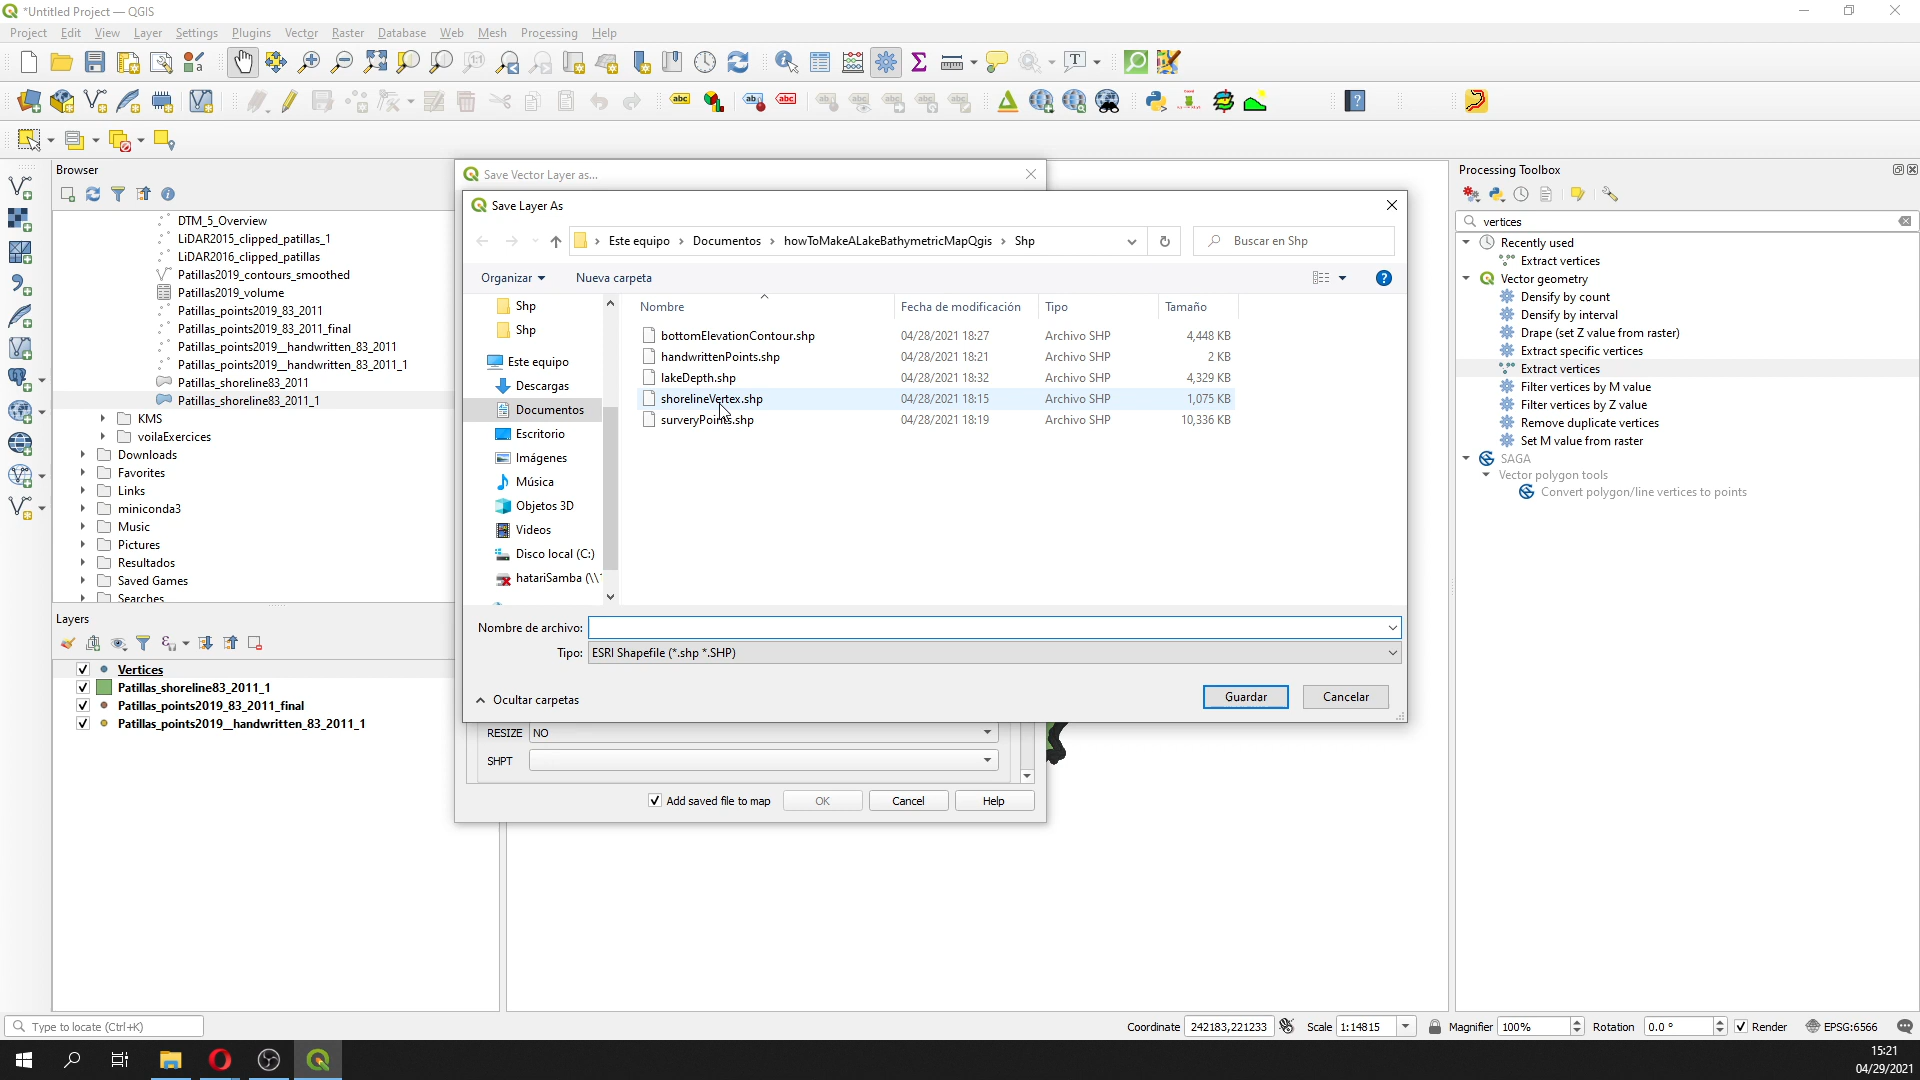 *Untitled Project — QGIS
Project Edit View Layer Settings Plugins Vector Raster Database Web Mesh Processing Help
Browser
DTM_5_Overview
LiDAR2015_clipped_patillas_1
LiDAR2016_clipped_patillas
Patillas2019_contours_smoothed
Patillas2019_volume
Patillas_points2019_83_2011
Patillas_points2019_83_2011_final
Patillas_points2019__handwritten_83_2011
Patillas_points2019__handwritten_83_2011_1
Patillas_shoreline83_2011
Patillas_shoreline83_2011_1
KMS
voilaExercices
Downloads
Favorites
Links
miniconda3
Music
Pictures
Resultados
Saved Games
Searches
Layers
Vertices
Patillas_shoreline83_2011_1
Patillas_points2019_83_2011_final
Patillas_points2019__handwritten_83_2011_1
Save Vector Layer as...
Save Layer As
Este equipo > Documentos > howToMakeALakeBathymetricMapQgis > Shp
Buscar en Shp
Organizar Nueva carpeta
Shp
Shp
Este equipo
Descargas
Documentos
Escritorio
Imágenes
Música
Objetos 3D
Videos
Disco local (C:)
hatariSamba (\\
Nombre Fecha de modificación Tipo Tamaño
bottomElevationContour.shp 04/28/2021 18:27 Archivo SHP 4,448 KB
handwrittenPoints.shp 04/28/2021 18:21 Archivo SHP 2 KB
lakeDepth.shp 04/28/2021 18:32 Archivo SHP 4,329 KB
shorelineVertex.shp 04/28/2021 18:15 Archivo SHP 1,075 KB
surveryPoints.shp 04/28/2021 18:19 Archivo SHP 10,336 KB
Nombre de archivo:
Tipo: ESRI Shapefile (*.shp *.SHP)
Ocultar carpetas
Guardar Cancelar
RESIZE NO
SHPT
Add saved file to map OK Cancel Help
Processing Toolbox
vertices
Recently used
Extract vertices
Vector geometry
Densify by count
Densify by interval
Drape (set Z value from raster)
Extract specific vertices
Extract vertices
Filter vertices by M value
Filter vertices by Z value
Remove duplicate vertices
Set M value from raster
SAGA
Vector polygon tools
Convert polygon/line vertices to points
Type to locate (Ctrl+K)
Coordinate 242183,221233 Scale 1:14815 Magnifier 100% Rotation 0.0 ° Render EPSG:6566
15:21
04/29/2021